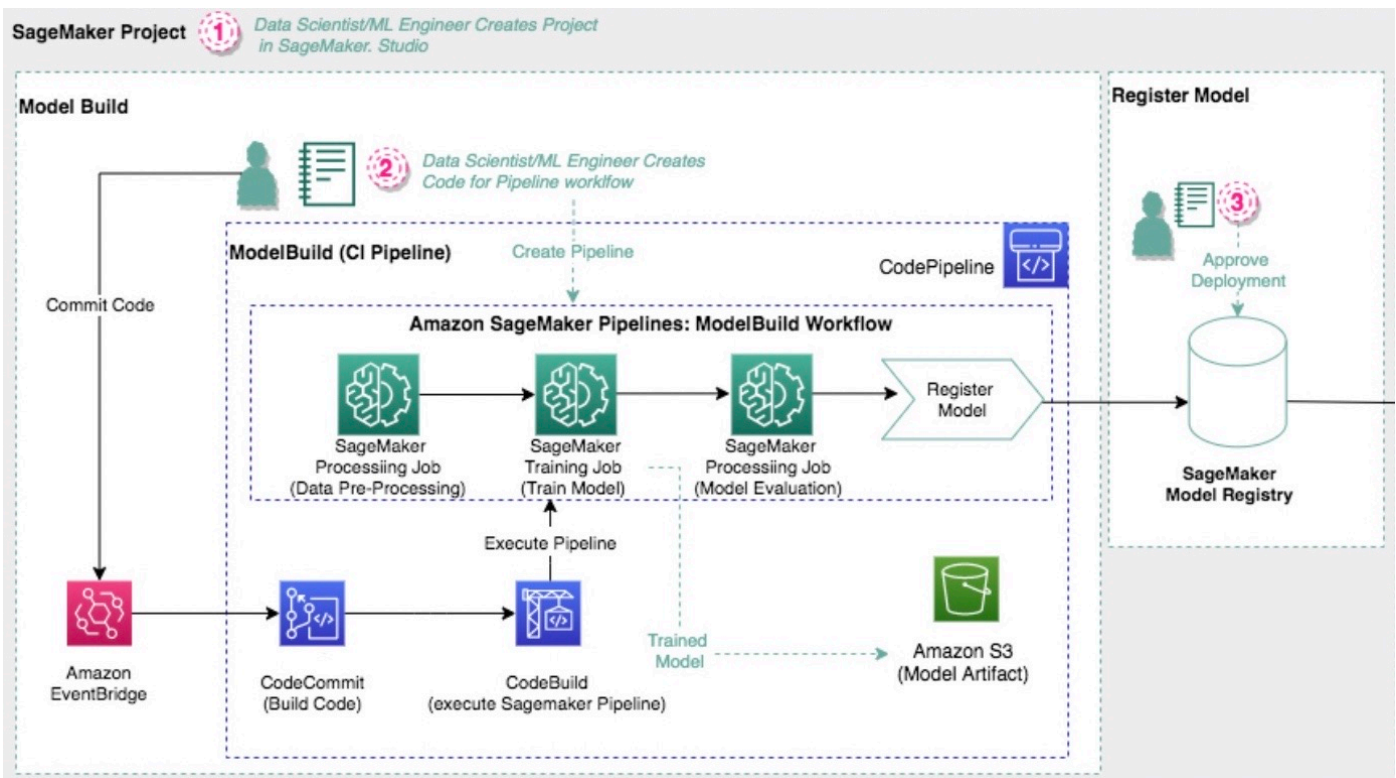 SageMaker Project
1
Data Scientist/ML Engineer Creates Project
in SageMaker. Studio
Model Build
Register Model
2
Data Scientist/ML Engineer Creates
Code for Pipeline worklfow
3
Approve
Deployment
ModelBuild (CI Pipeline)
Create Pipeline
CodePipeline
Commit Code
Amazon SageMaker Pipelines: ModelBuild Workflow
Register
Model
SageMaker
Processiing Job
(Data Pre-Processing)
SageMaker
Training Job
(Train Model)
SageMaker
Processiing Job
(Model Evaluation)
SageMaker
Model Registry
Execute Pipeline
Trained
Model
Amazon
EventBridge
CodeCommit
(Build Code)
CodeBuild
(execute Sagemaker Pipeline)
Amazon S3
(Model Artifact)